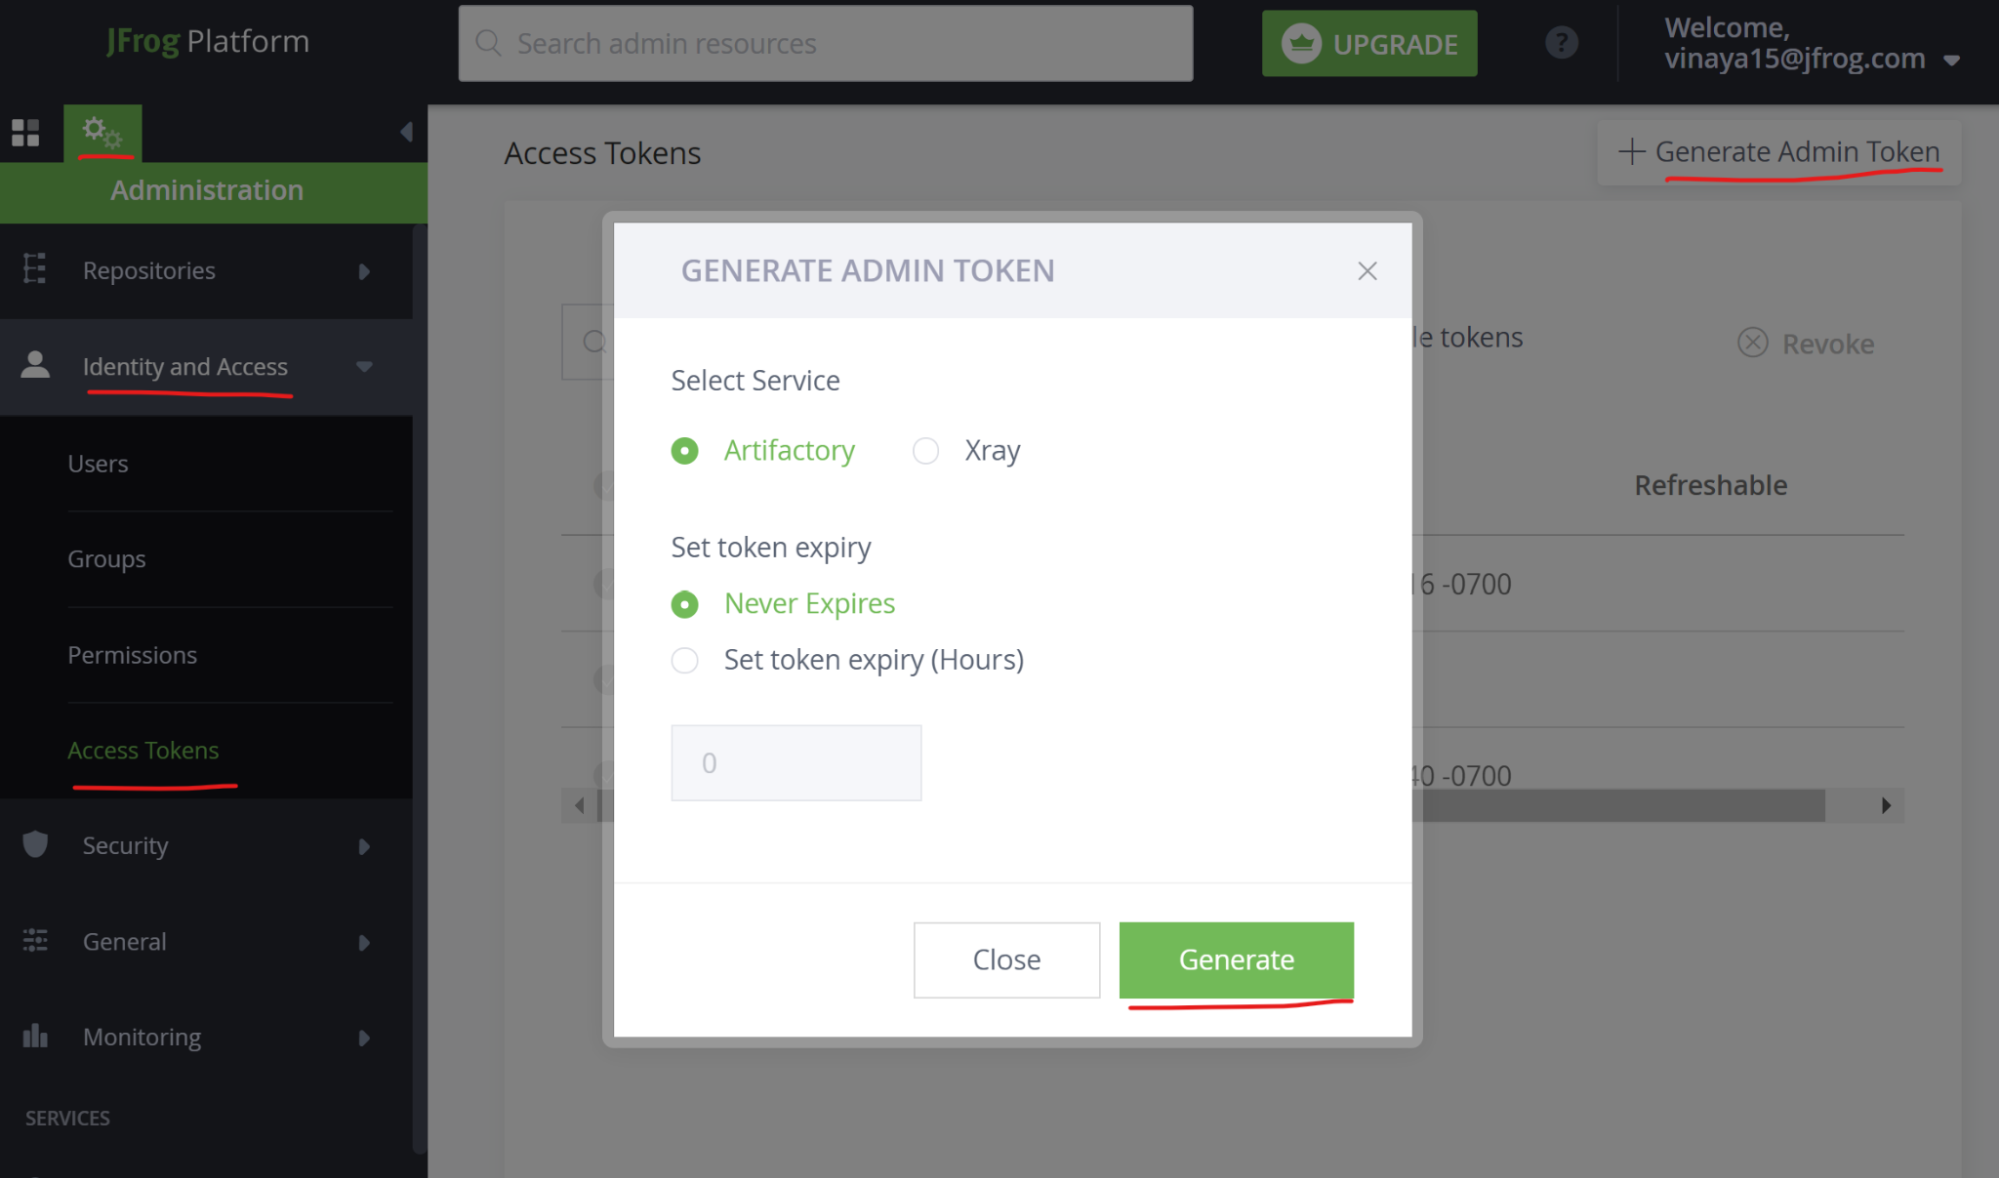 JFrog Platform
Search admin resources
UPGRADE
?
Welcome,
vinaya15@jfrog.com
Administration
Repositories
Identity and Access
Users
Groups
Permissions
Access Tokens
Security
General
Monitoring
SERVICES
Access Tokens
Generate Admin Token
tokens
Revoke
Refreshable
6 -0700
40 -0700
GENERATE ADMIN TOKEN
Select Service
Artifactory
Xray
Set token expiry
Never Expires
Set token expiry (Hours)
0
Close
Generate